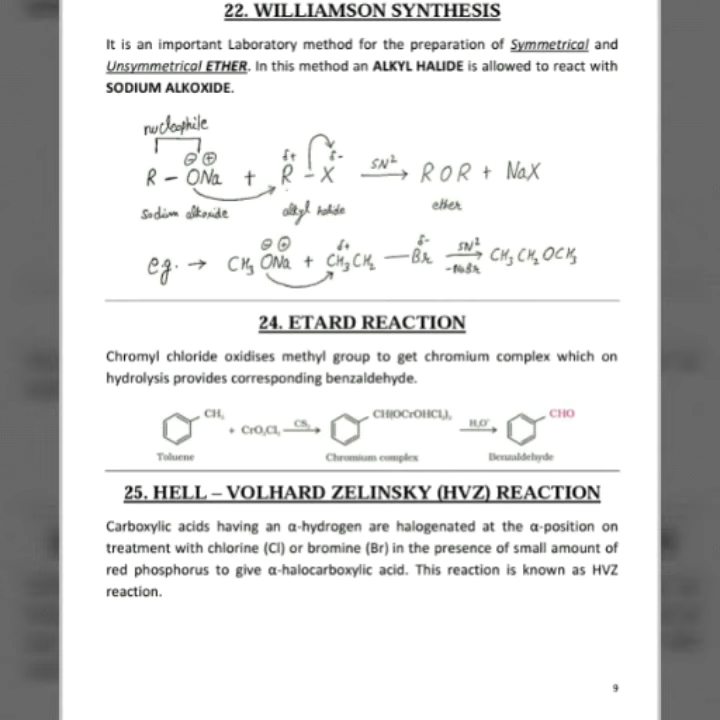 22. WILLIAMSON SYNTHESIS
It is an important Laboratory method for the preparation of Symmetrical and
Unsymmetrical ETHER. In this method an ALKYL HALIDE is allowed to react with
SODIUM ALKOXIDE.
nucleophile
⊖ ⊕ δ+ δ-
R - ONa + R - X SN² → ROR + NaX
Sodium alkoxide alkyl halide ether
⊖ ⊕ δ+ δ-
e.g. → CH₃ ONa + CH₃CH₂ — Br SN² → -NaBr CH₃ CH₂ OCH₃
24. ETARD REACTION
Chromyl chloride oxidises methyl group to get chromium complex which on
hydrolysis provides corresponding benzaldehyde.
CH₃ + CrO₂Cl₂ CS₂ → CH(OCrOHCl₂)₂ H₃O⁺ → CHO
Toluene Chromium complex Benzaldehyde
25. HELL – VOLHARD ZELINSKY (HVZ) REACTION
Carboxylic acids having an α-hydrogen are halogenated at the α-position on
treatment with chlorine (Cl) or bromine (Br) in the presence of small amount of
red phosphorus to give α-halocarboxylic acid. This reaction is known as HVZ
reaction.
9